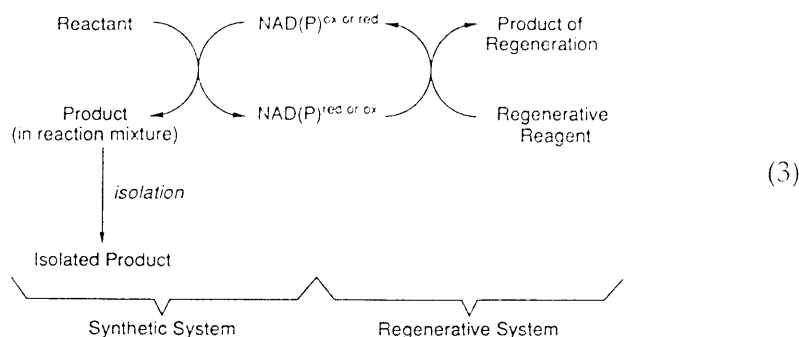 Reactant
NAD(P)ox or red
Product of
Regeneration
Product
(in reaction mixture)
NAD(P)red or ox
Regenerative
Reagent
(3)
isolation
Isolated Product
Synthetic System
Regenerative System